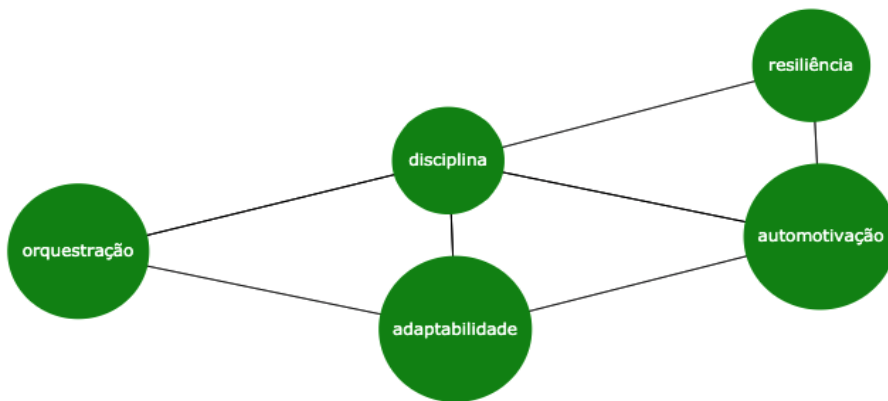 resiliência
disciplina
automotivação
orquestração
adaptabilidade